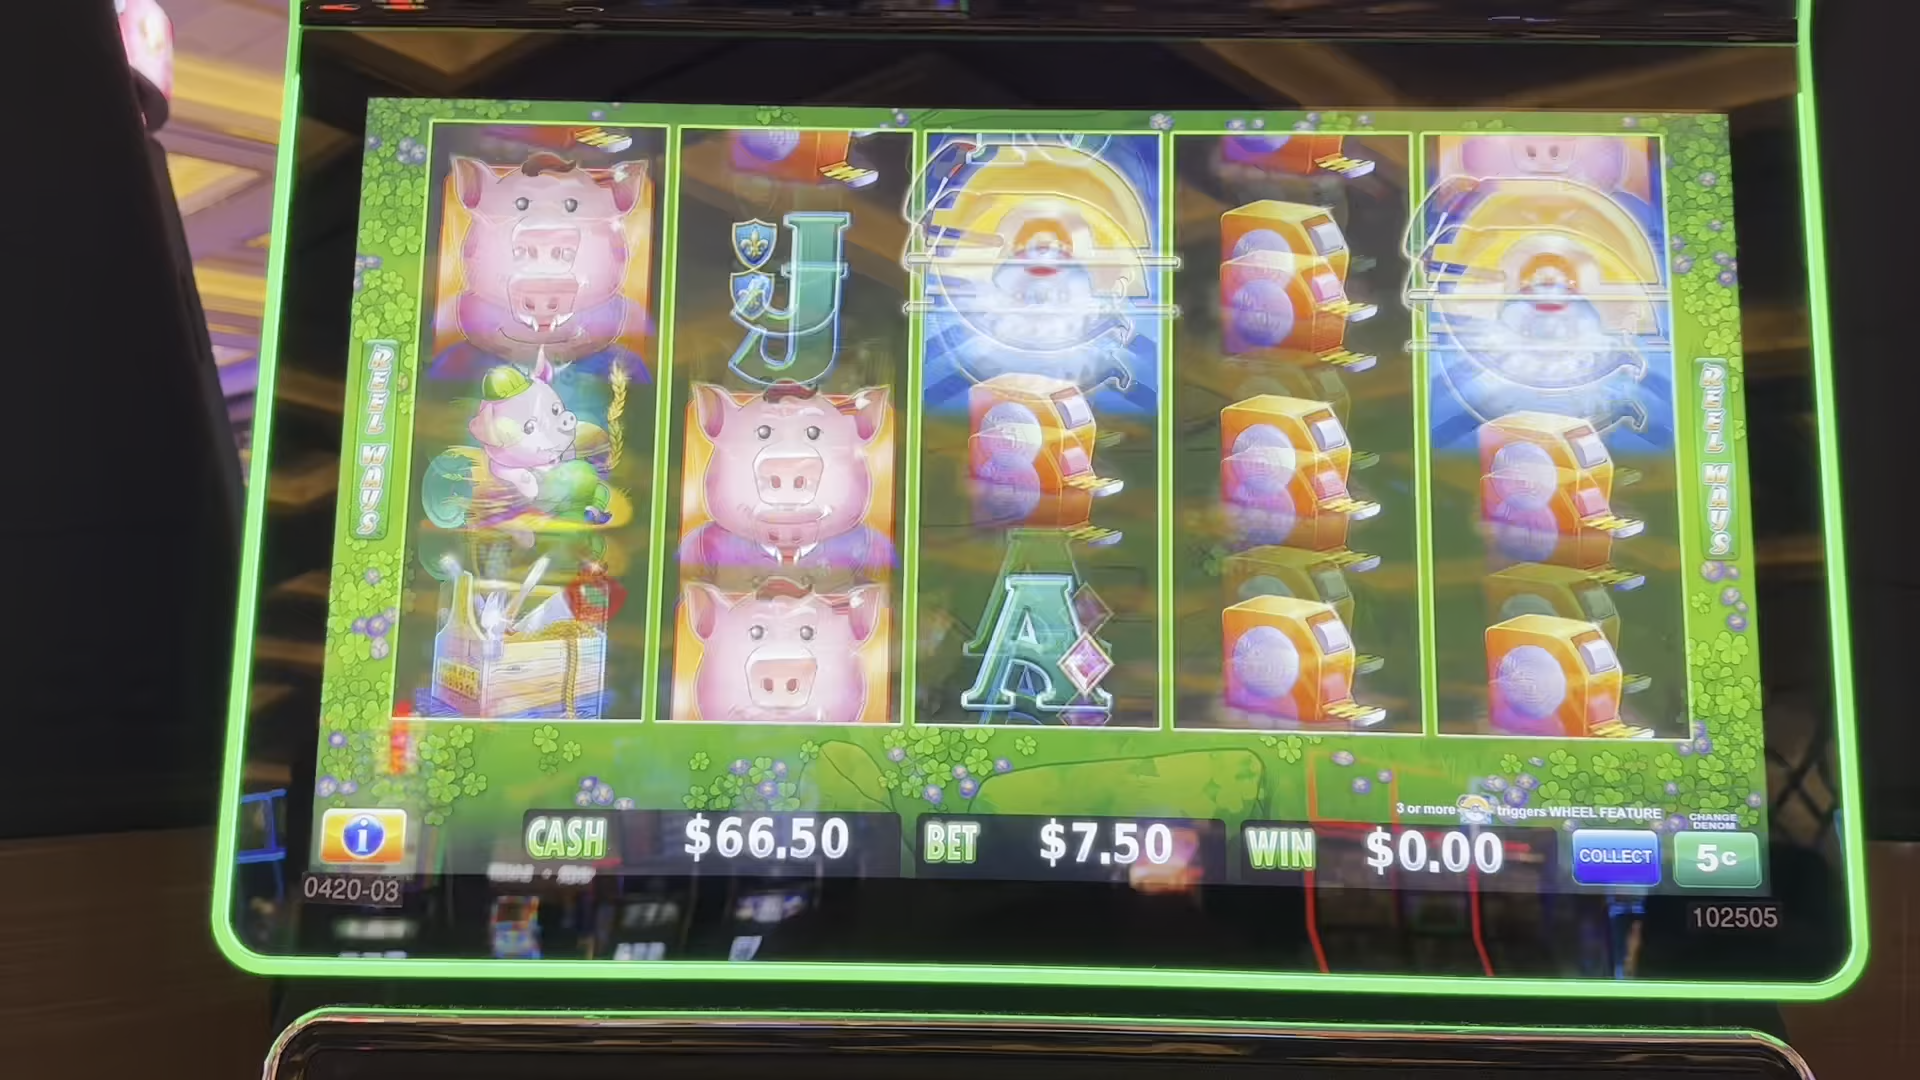 J
REEL WAYS
REEL WAYS
A
3 or more triggers WHEEL FEATURE
CHANGE DENOM
CASH $66.50 BET $7.50 WIN $0.00 COLLECT 5¢
0420-03
102505